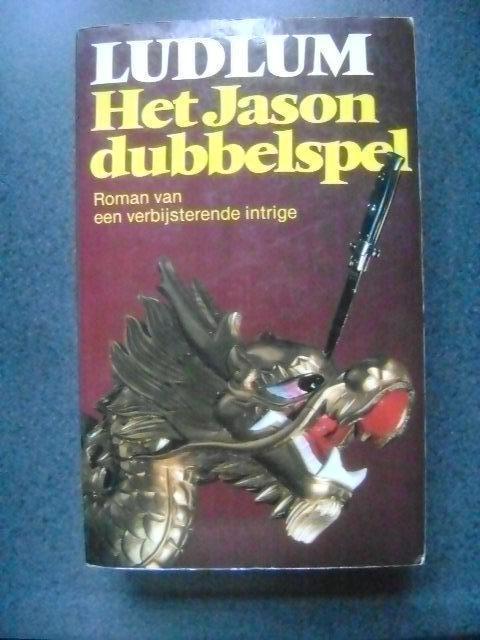 LUDLUM
Het Jason
dubbelspel
Roman van
een verbijsterende intrige